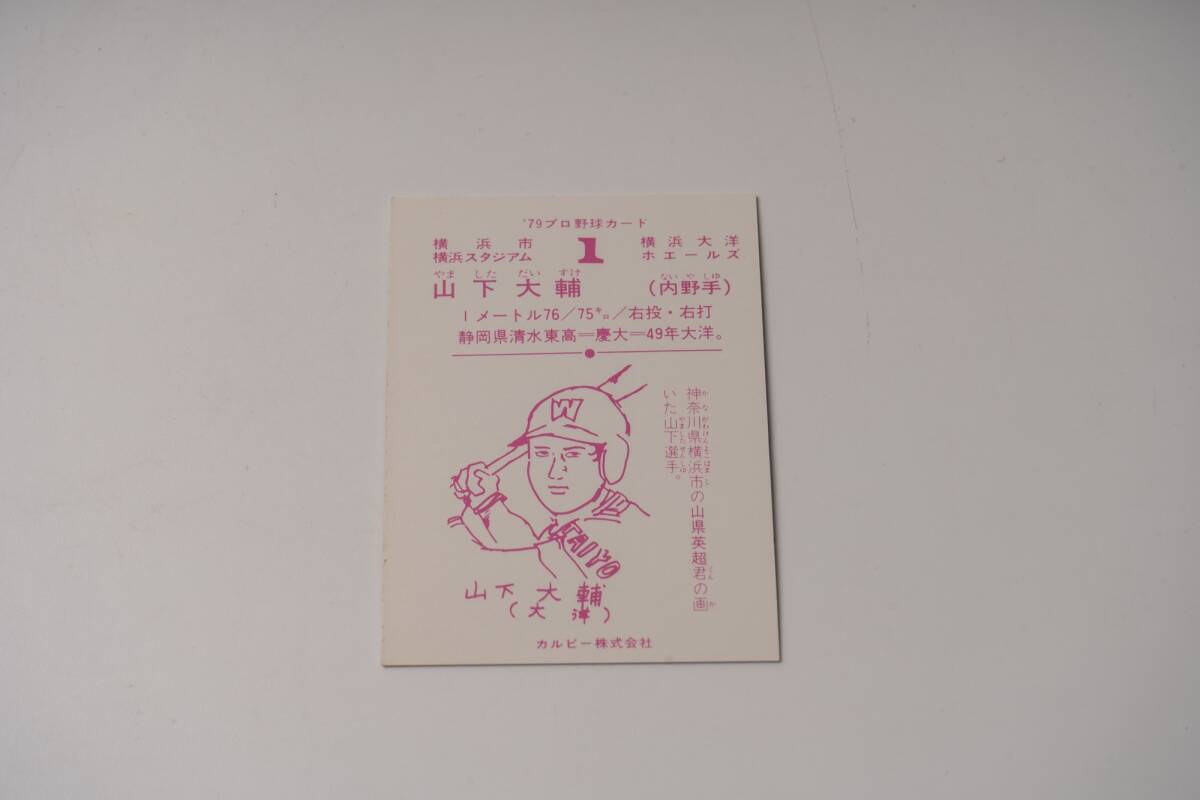 '79プロ野球カード
横浜市 1 横浜大洋
横浜スタジアム ホエールズ
やましただいすけ ないやしゆ
山下大輔 (内野手)
1メートル76/75キロ/右投・右打
静岡県清水東高=慶大=49年大洋。
神奈川県横浜市の山県英超君の画
いた山下選手。
W
TAIYO
山下大輔
(大洋)
カルビー株式会社